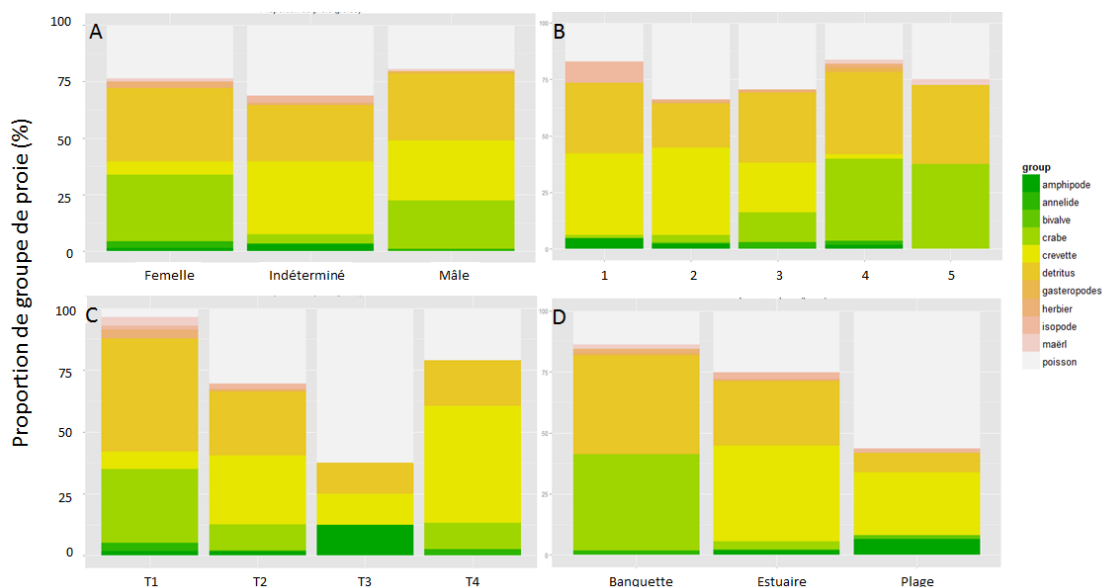 Proportion de groupe de proie (%)
A
100
75
50
25
0
Femelle Indéterminé Mâle
B
100
75
50
25
0
1 2 3 4 5
C
100
75
50
25
0
T1 T2 T3 T4
D
100
75
50
25
0
Banquette Estuaire Plage
group
amphipode
annelide
bivalve
crabe
crevette
detritus
gasteropodes
herbier
isopode
maërl
poisson